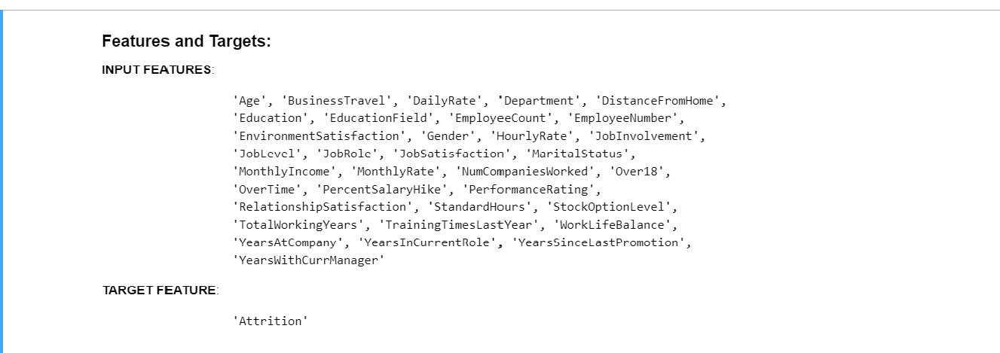 Features and Targets:
INPUT FEATURES:
'Age', 'BusinessTravel', 'DailyRate', 'Department', 'DistanceFromHome',
'Education', 'EducationField', 'EmployeeCount', 'EmployeeNumber',
'EnvironmentSatisfaction', 'Gender', 'HourlyRate', 'JobInvolvement',
'JobLevel', 'JobRole', 'JobSatisfaction', 'MaritalStatus',
'MonthlyIncome', 'MonthlyRate', 'NumCompaniesWorked', 'Over18',
'OverTime', 'PercentSalaryHike', 'PerformanceRating',
'RelationshipSatisfaction', 'StandardHours', 'StockOptionLevel',
'TotalWorkingYears', 'TrainingTimesLastYear', 'WorkLifeBalance',
'YearsAtCompany', 'YearsInCurrentRole', 'YearsSinceLastPromotion',
'YearsWithCurrManager'
TARGET FEATURE:
'Attrition'